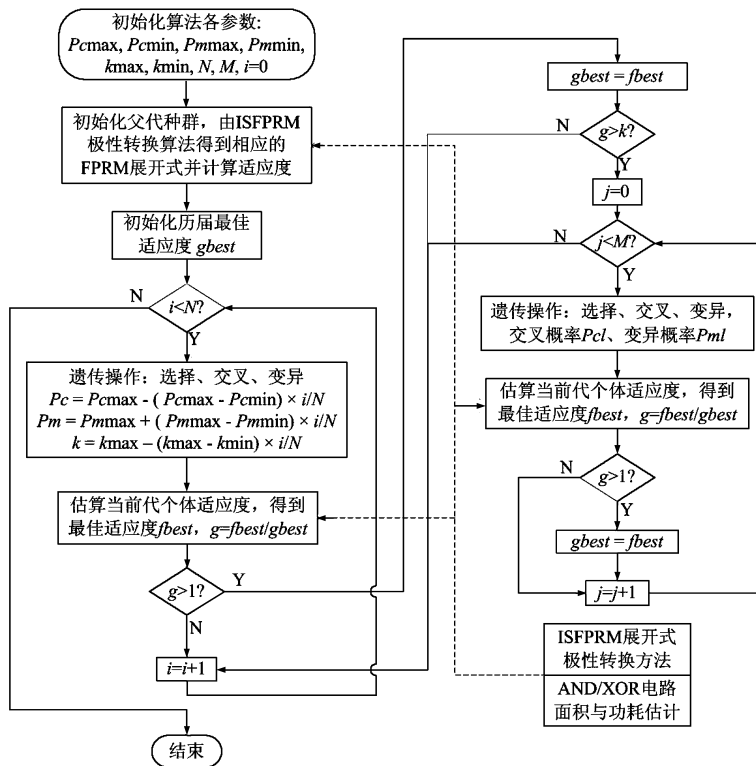 初始化算法各参数:
Pcmax, Pcmin, Pmmax, Pmmin,
kmax, kmin, N, M, i=0
初始化父代种群，由ISFPRM
极性转换算法得到相应的
FPRM展开式并计算适应度
初始化历届最佳
适应度 gbest
N
i<N?
Y
遗传操作：选择、交叉、变异
Pc = Pcmax - ( Pcmax - Pcmin) × i/N
Pm = Pmmax + ( Pmmax - Pmmin) × i/N
k = kmax – (kmax - kmin) × i/N
估算当前代个体适应度，得到
最佳适应度fbest，g=fbest/gbest
g>1?
Y
N
i=i+1
结束
gbest = fbest
N
g>k?
Y
j=0
N
j<M?
Y
遗传操作：选择、交叉、变异，
交叉概率Pcl、变异概率Pml
估算当前代个体适应度，得到
最佳适应度fbest，g=fbest/gbest
N
g>1?
Y
gbest = fbest
j=j+1
ISFPRM展开式
极性转换方法
AND/XOR电路
面积与功耗估计